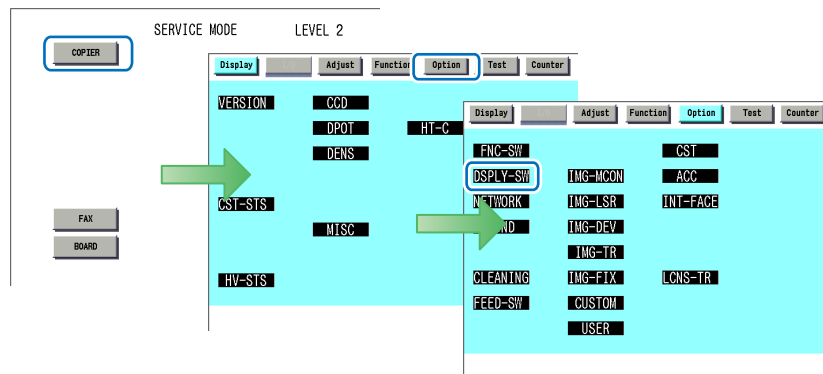 SERVICE MODE LEVEL 2
COPIER
FAX
BOARD
Display Adjust Function Option Test Counter
VERSION CCD
DPOT HT-C
DENS
CST-STS
MISC
HV-STS
Display Adjust Function Option Test Counter
FNC-SW CST
DSPLY-SW IMG-MCON ACC
NETWORK IMG-LSR INT-FACE
IMG-DEV
IMG-TR
CLEANING IMG-FIX LCNS-TR
FEED-SW CUSTOM
USER